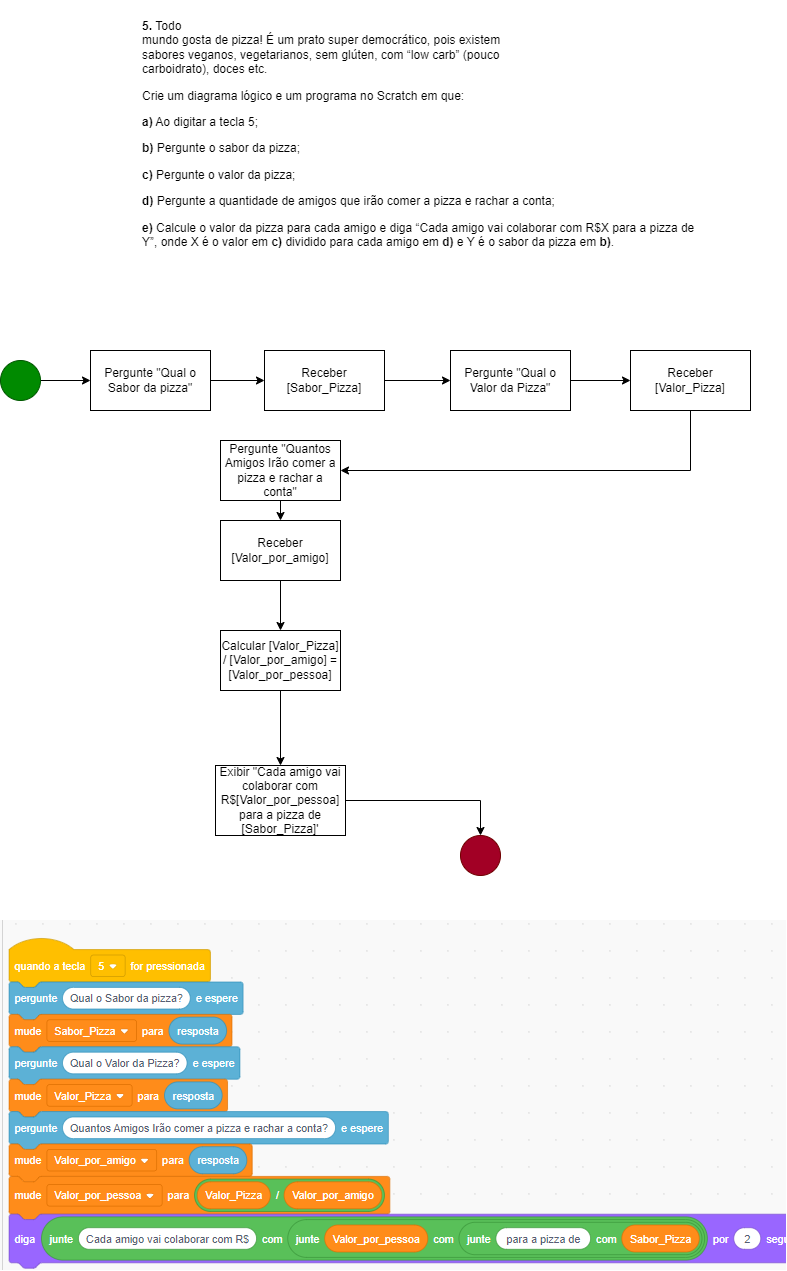 5. Todo
mundo gosta de pizza! É um prato super democrático, pois existem
sabores veganos, vegetarianos, sem glúten, com “low carb” (pouco
carboidrato), doces etc.
Crie um diagrama lógico e um programa no Scratch em que:
a) Ao digitar a tecla 5;
b) Pergunte o sabor da pizza;
c) Pergunte o valor da pizza;
d) Pergunte a quantidade de amigos que irão comer a pizza e rachar a conta;
e) Calcule o valor da pizza para cada amigo e diga “Cada amigo vai colaborar com R$X para a pizza de
Y”, onde X é o valor em c) dividido para cada amigo em d) e Y é o sabor da pizza em b).
Pergunte "Qual o
Sabor da pizza"
Receber
[Sabor_Pizza]
Pergunte "Qual o
Valor da Pizza"
Receber
[Valor_Pizza]
Pergunte "Quantos
Amigos Irão comer a
pizza e rachar a
conta"
Receber
[Valor_por_amigo]
Calcular [Valor_Pizza]
/ [Valor_por_amigo] =
[Valor_por_pessoa]
Exibir "Cada amigo vai
colaborar com
R$[Valor_por_pessoa]
para a pizza de
[Sabor_Pizza]'
quando a tecla 5 for pressionada
pergunte Qual o Sabor da pizza? e espere
mude Sabor_Pizza para resposta
pergunte Qual o Valor da Pizza? e espere
mude Valor_Pizza para resposta
pergunte Quantos Amigos Irão comer a pizza e rachar a conta? e espere
mude Valor_por_amigo para resposta
mude Valor_por_pessoa para Valor_Pizza / Valor_por_amigo
diga junte Cada amigo vai colaborar com R$ com junte Valor_por_pessoa com junte para a pizza de com Sabor_Pizza por 2